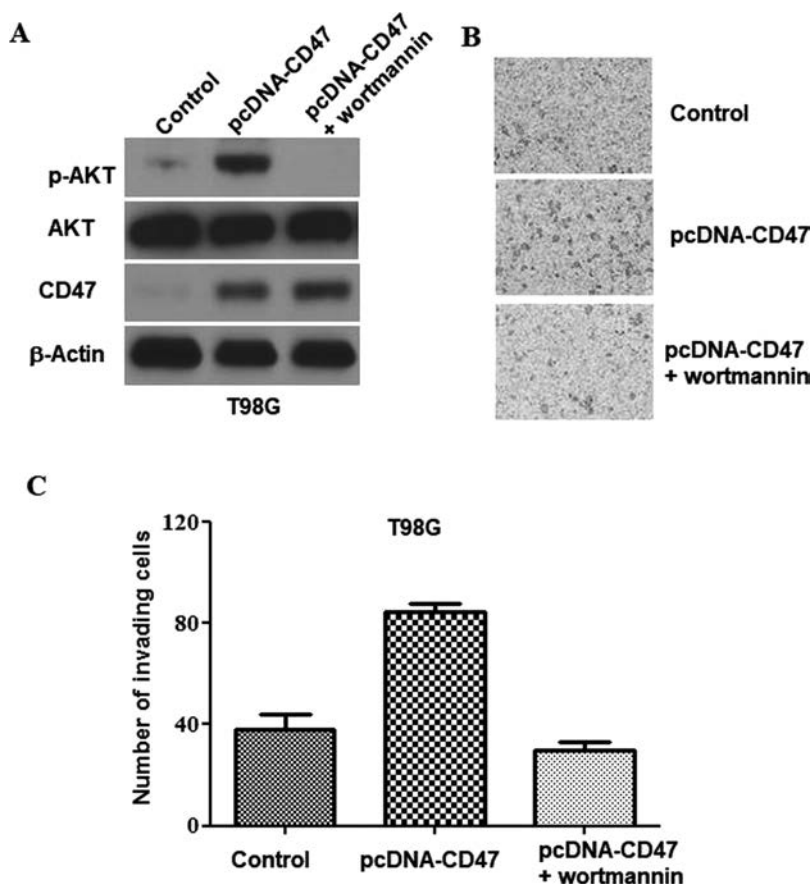 A
Control
pcDNA-CD47
pcDNA-CD47
+ wortmannin
p-AKT
AKT
CD47
β-Actin
T98G
B
Control
pcDNA-CD47
pcDNA-CD47
+ wortmannin
C
T98G
Number of invading cells
120
80
40
0
Control
pcDNA-CD47
pcDNA-CD47
+ wortmannin